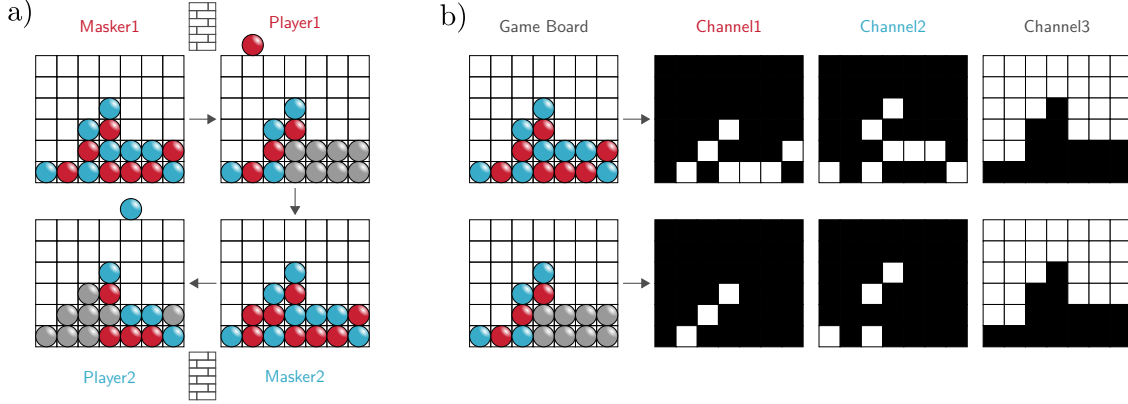 a)
Masker1
Player1
Player2
Masker2
b)
Game Board
Channel1
Channel2
Channel3